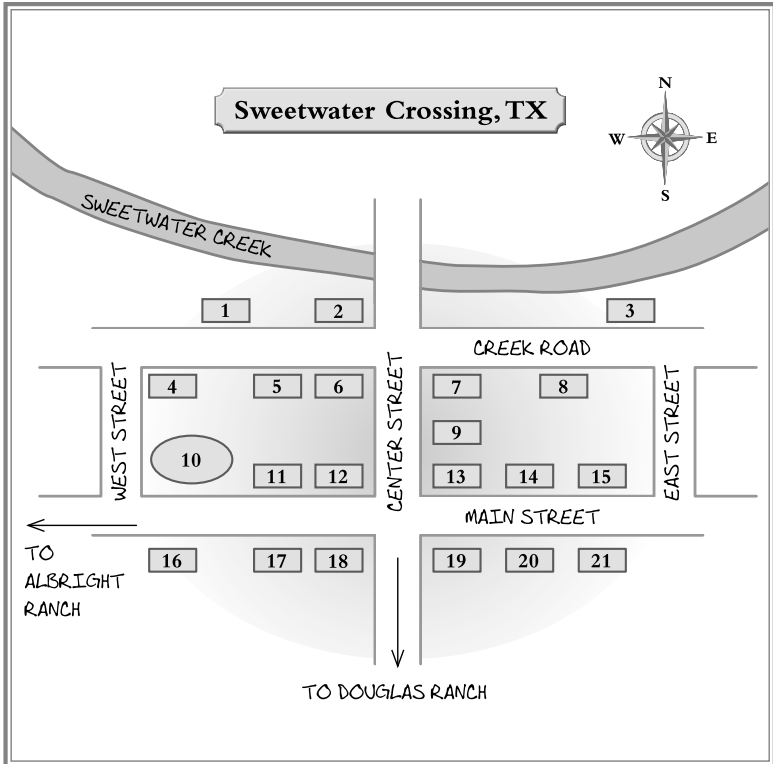 Sweetwater Crossing, TX
N
W
E
S
SWEETWATER CREEK
1
2
3
CREEK ROAD
4
5
6
7
8
WEST STREET
CENTER STREET
EAST STREET
9
10
11
12
13
14
15
MAIN STREET
TO
ALBRIGHT
RANCH
16
17
18
19
20
21
TO DOUGLAS RANCH